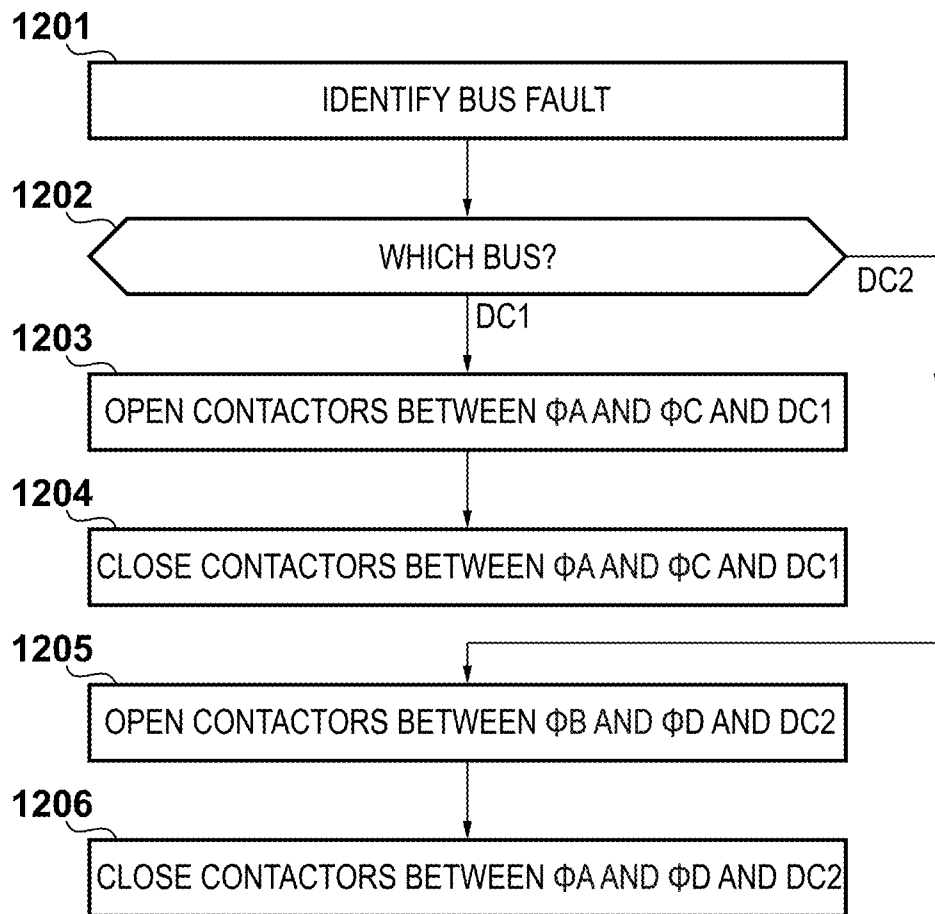 1201
IDENTIFY BUS FAULT
1202
WHICH BUS?
DC2
DC1
1203
OPEN CONTACTORS BETWEEN ΦA AND ΦC AND DC1
1204
CLOSE CONTACTORS BETWEEN ΦA AND ΦC AND DC1
1205
OPEN CONTACTORS BETWEEN ΦB AND ΦD AND DC2
1206
CLOSE CONTACTORS BETWEEN ΦA AND ΦD AND DC2